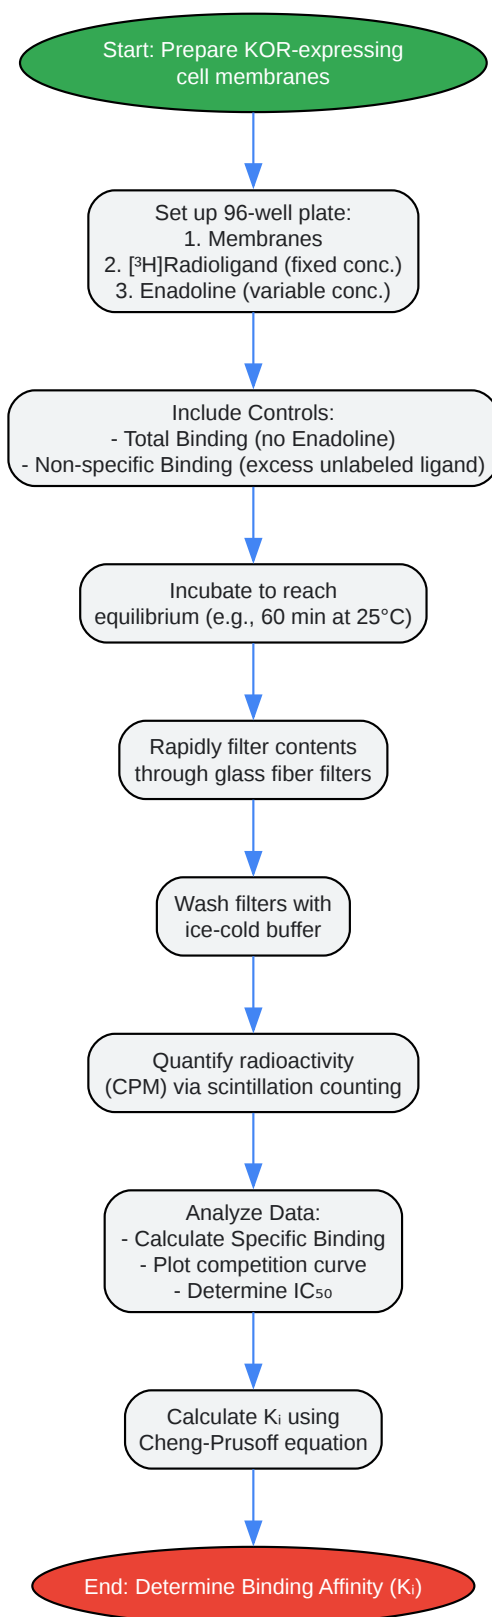 Start: Prepare KOR-expressing
cell membranes
Set up 96-well plate:
1. Membranes
2. [³H]Radioligand (fixed conc.)
3. Enadoline (variable conc.)
Include Controls:
- Total Binding (no Enadoline)
- Non-specific Binding (excess unlabeled ligand)
Incubate to reach
equilibrium (e.g., 60 min at 25°C)
Rapidly filter contents
through glass fiber filters
Wash filters with
ice-cold buffer
Quantify radioactivity
(CPM) via scintillation counting
Analyze Data:
- Calculate Specific Binding
- Plot competition curve
- Determine IC₅₀
Calculate Kᵢ using
Cheng-Prusoff equation
End: Determine Binding Affinity (Kᵢ)